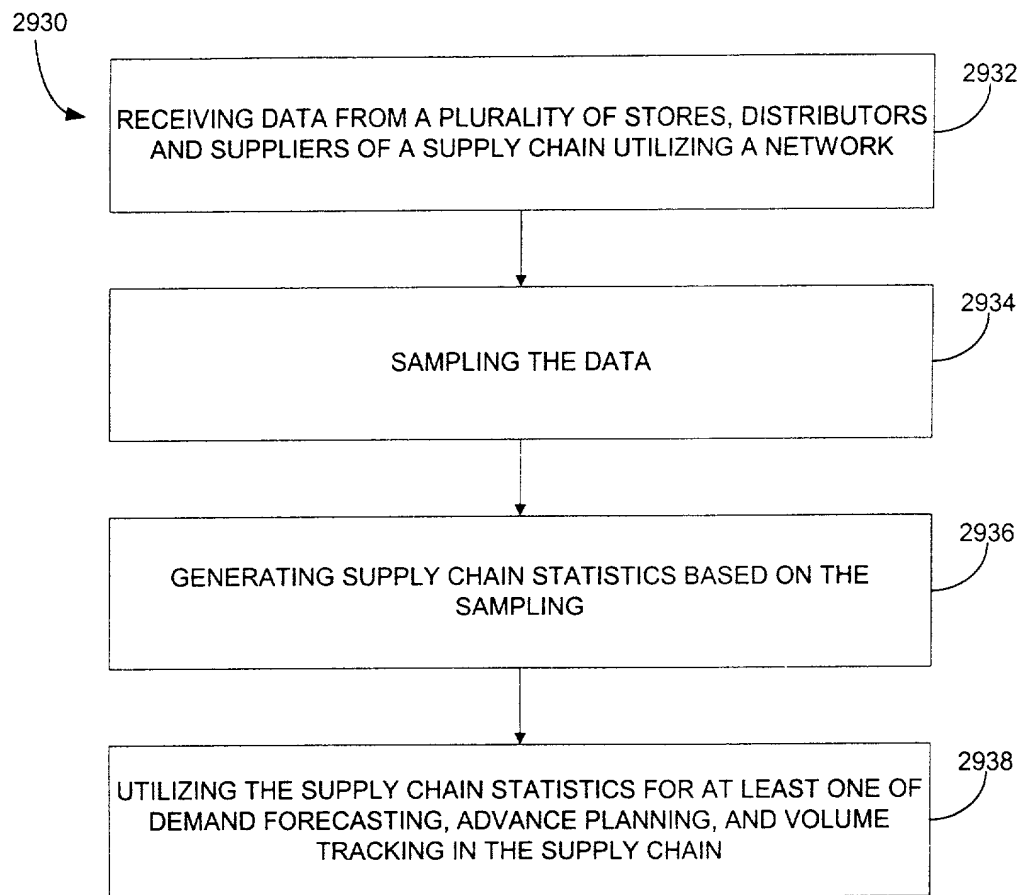 2930
2932
RECEIVING DATA FROM A PLURALITY OF STORES, DISTRIBUTORS
AND SUPPLIERS OF A SUPPLY CHAIN UTILIZING A NETWORK
2934
SAMPLING THE DATA
2936
GENERATING SUPPLY CHAIN STATISTICS BASED ON THE
SAMPLING
2938
UTILIZING THE SUPPLY CHAIN STATISTICS FOR AT LEAST ONE OF
DEMAND FORECASTING, ADVANCE PLANNING, AND VOLUME
TRACKING IN THE SUPPLY CHAIN